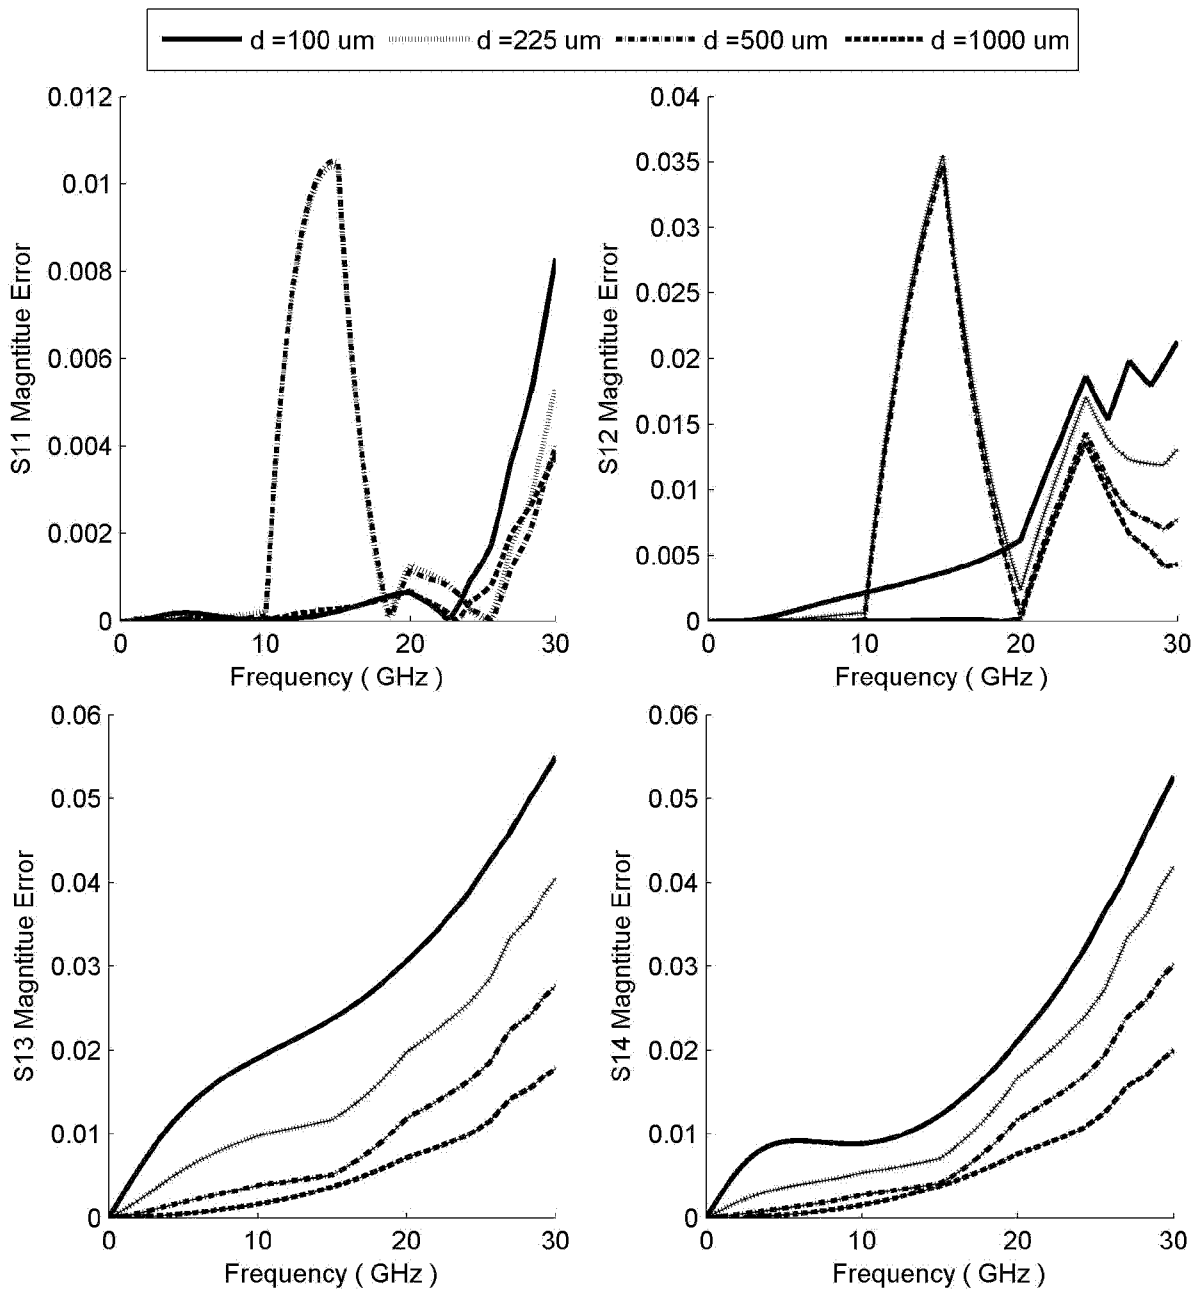 d =100 um d =225 um d =500 um d =1000 um
0.012
0.01
0.008
0.006
0.004
0.002
0
S11 Magntitue Error
0 10 20 30
Frequency ( GHz )
0.04
0.035
0.03
0.025
0.02
0.015
0.01
0.005
0
S12 Magntitue Error
0 10 20 30
Frequency ( GHz )
0.06
0.05
0.04
0.03
0.02
0.01
0
S13 Magntitue Error
0 10 20 30
Frequency ( GHz )
0.06
0.05
0.04
0.03
0.02
0.01
0
S14 Magntitue Error
0 10 20 30
Frequency ( GHz )